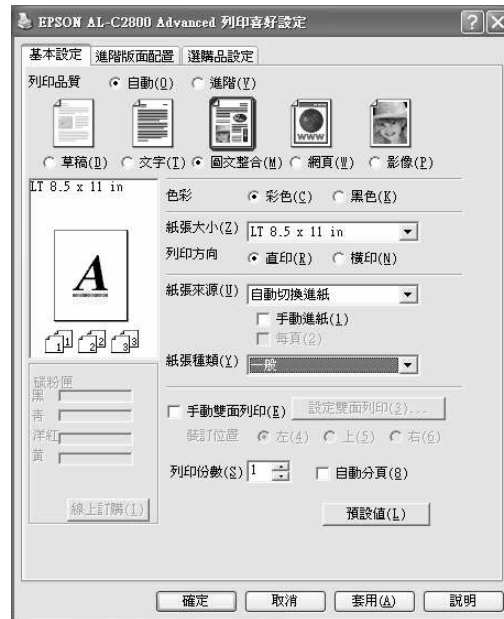 EPSON AL-C2800 Advanced 列印喜好設定
基本設定 進階版面配置 選購品設定
列印品質 自動(O) 進階(V)
WWW
草稿(D) 文字(T) 圖文整合(M) 網頁(W) 影像(P)
LT 8.5 x 11 in
A
1 1 2 2 3 3
碳粉匣
黑
青
洋紅
黃
線上訂購(1)
色彩 彩色(C) 黑色(K)
紙張大小(Z) LT 8.5 x 11 in
列印方向 直印(R) 橫印(N)
紙張來源(U) 自動切換進紙
手動進紙(1)
每頁(2)
紙張種類(Y) 一般
手動雙面列印(E) 設定雙面列印(3)...
裝訂位置 左(4) 上(5) 右(6)
列印份數(S) 1 自動分頁(8)
預設值(L)
確定 取消 套用(A) 說明